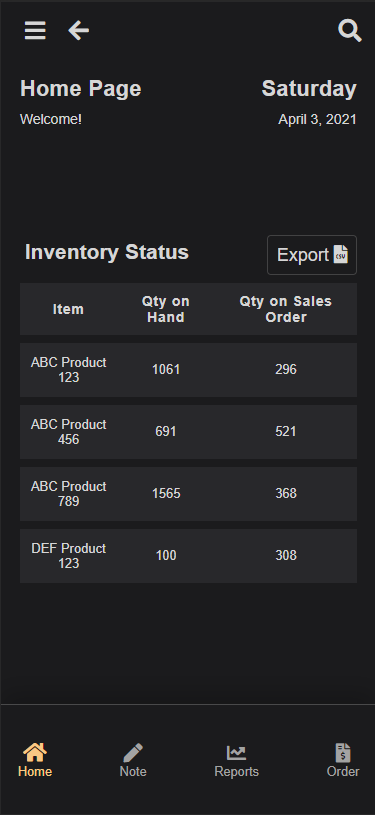 Home Page Saturday
Welcome! April 3, 2021
Inventory Status Export CSV
Item Qty on Hand Qty on Sales Order
ABC Product 123 1061 296
ABC Product 456 691 521
ABC Product 789 1565 368
DEF Product 123 100 308
Home Note Reports Order